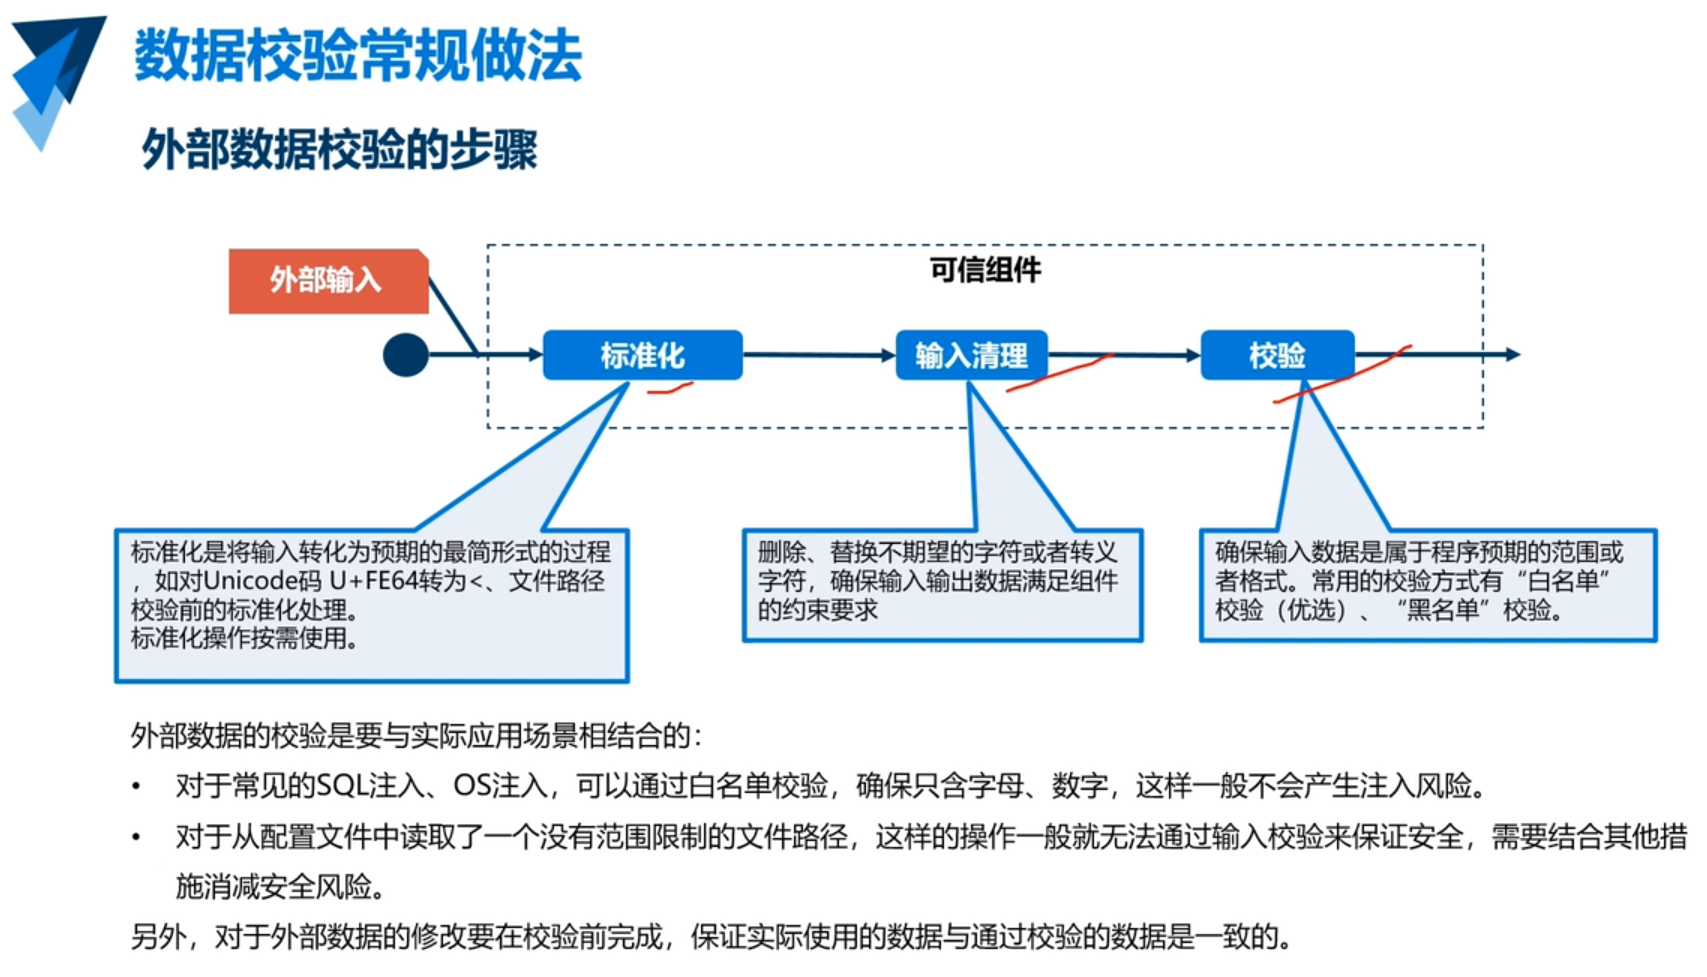 数据校验常规做法
外部数据校验的步骤
外部输入
可信组件
标准化
输入清理
校验
标准化是将输入转化为预期的最简形式的过程
，如对Unicode码 U+FE64转为<、文件路径
校验前的标准化处理。
标准化操作按需使用。
删除、替换不期望的字符或者转义
字符，确保输入输出数据满足组件
的约束要求
确保输入数据是属于程序预期的范围或
者格式。常用的校验方式有“白名单”
校验（优选）、“黑名单”校验。
外部数据的校验是要与实际应用场景相结合的：
• 对于常见的SQL注入、OS注入，可以通过白名单校验，确保只含字母、数字，这样一般不会产生注入风险。
• 对于从配置文件中读取了一个没有范围限制的文件路径，这样的操作一般就无法通过输入校验来保证安全，需要结合其他措
施消减安全风险。
另外，对于外部数据的修改要在校验前完成，保证实际使用的数据与通过校验的数据是一致的。